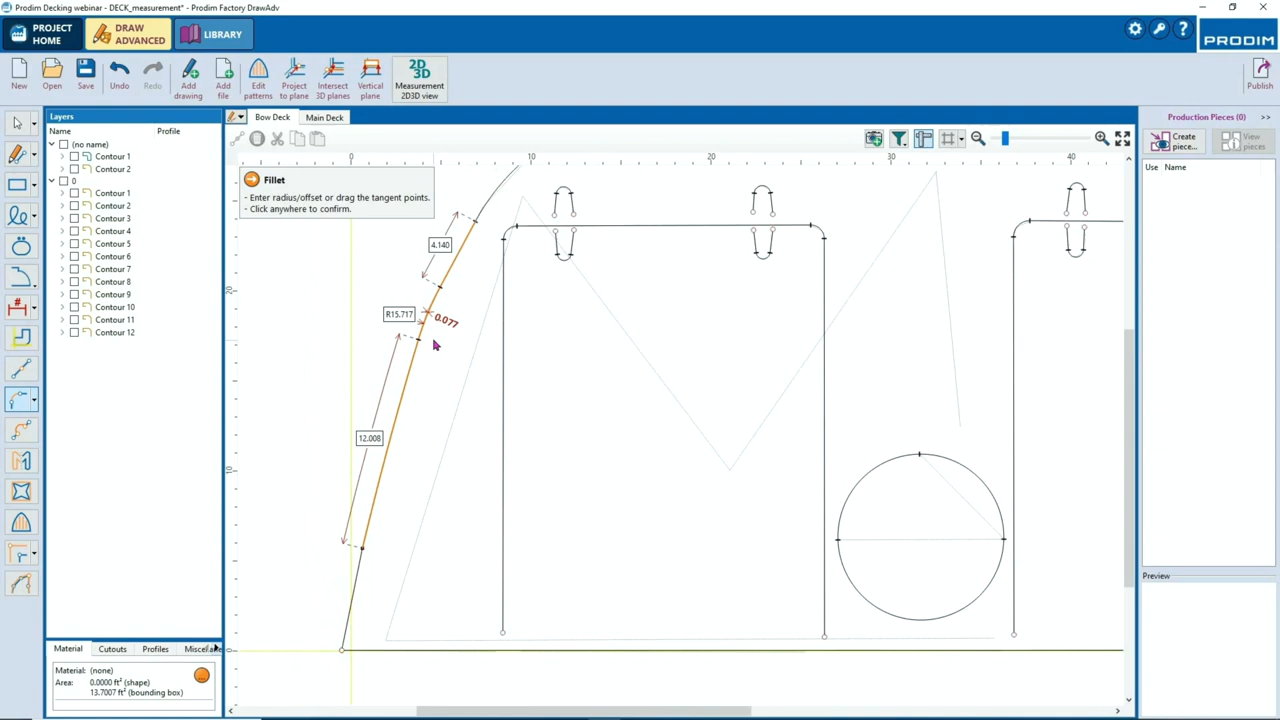 Prodim Decking webinar - DECK_measurement* - Prodim Factory DrawAdv
PROJECT HOME
DRAW ADVANCED
LIBRARY
PRODIM
New
Open
Save
Undo
Redo
Add drawing
Add file
Edit patterns
Project to plane
Intersect 3D planes
Vertical plane
2D
3D
Measurement 2D3D view
Publish
Layers
Name Profile
(no name)
Contour 1
Contour 2
0
Contour 1
Contour 2
Contour 3
Contour 4
Contour 5
Contour 6
Contour 7
Contour 8
Contour 9
Contour 10
Contour 11
Contour 12
Bow Deck
Main Deck
0 10 20 30 40
Fillet
- Enter radius/offset or drag the tangent points.
- Click anywhere to confirm.
4.140
R15.717
0.077
12.008
20
10
0
Production Pieces (0) >>
Create piece...
View pieces
Use Name
Preview
Material Cutouts Profiles
Material: (none)
Area: 0.0000 ft² (shape)
13.7007 ft² (bounding box)